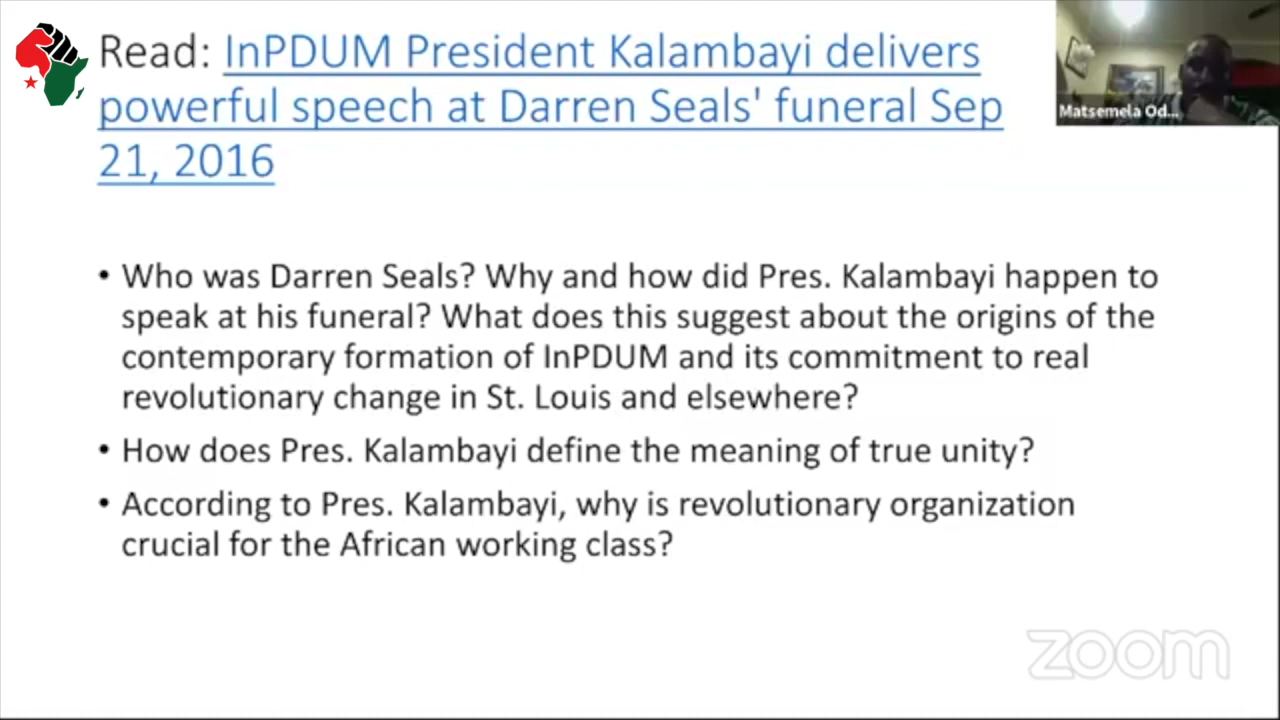 Read: InPDUM President Kalambayi delivers
powerful speech at Darren Seals' funeral Sep
21, 2016
Matsemela Od...
• Who was Darren Seals? Why and how did Pres. Kalambayi happen to
speak at his funeral? What does this suggest about the origins of the
contemporary formation of InPDUM and its commitment to real
revolutionary change in St. Louis and elsewhere?
• How does Pres. Kalambayi define the meaning of true unity?
• According to Pres. Kalambayi, why is revolutionary organization
crucial for the African working class?
zoom